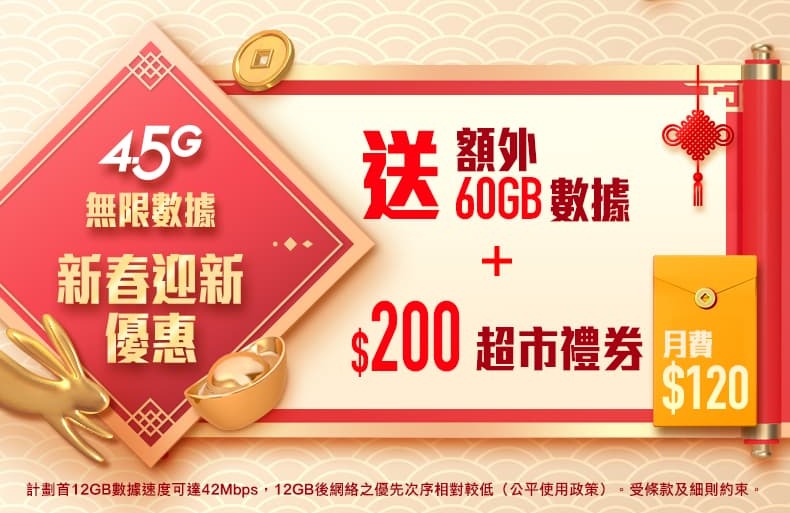 4.5G
無限數據
新春迎新
優惠
送 額外
60GB 數據
+
$200 超市禮券
月費
$120
計劃首12GB數據速度可達42Mbps，12GB後網絡之優先次序相對較低（公平使用政策）。受條款及細則約束。